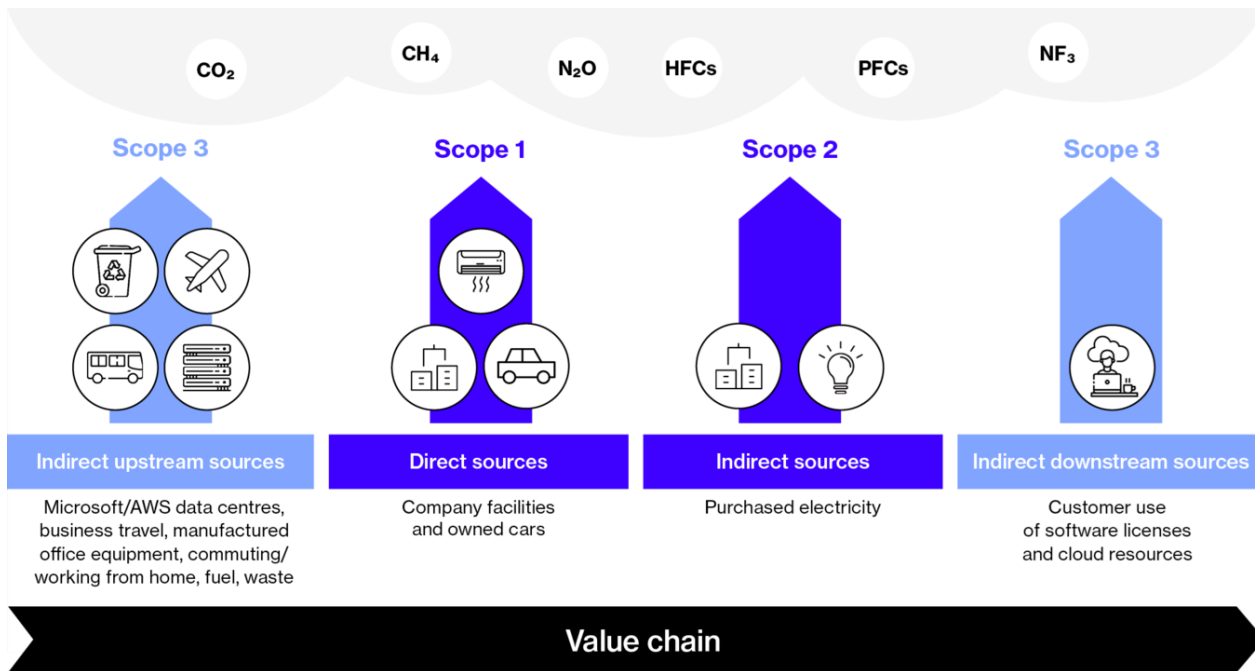 CO₂
CH₄
N₂O
HFCs
PFCs
NF₃
Scope 3
Scope 1
Scope 2
Scope 3
Indirect upstream sources
Microsoft/AWS data centres,
business travel, manufactured
office equipment, commuting/
working from home, fuel, waste
Direct sources
Company facilities
and owned cars
Indirect sources
Purchased electricity
Indirect downstream sources
Customer use
of software licenses
and cloud resources
Value chain